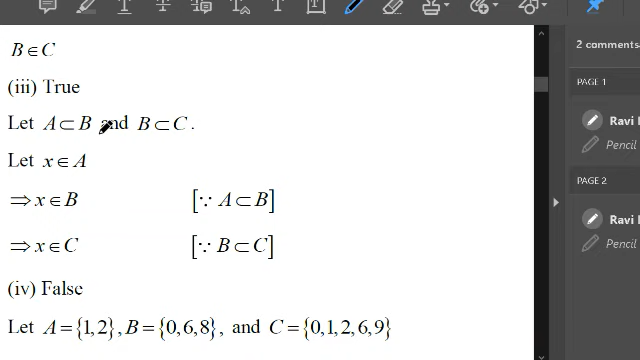 B ∈ C
(iii) True
Let A ⊂ B and B ⊂ C.
Let x ∈ A
⇒ x ∈ B [∵ A ⊂ B]
⇒ x ∈ C [∵ B ⊂ C]
(iv) False
Let A = {1, 2}, B = {0, 6, 8}, and C = {0, 1, 2, 6, 9}
2 comments
PAGE 1
Ravi
Pencil
PAGE 2
Ravi
Pencil